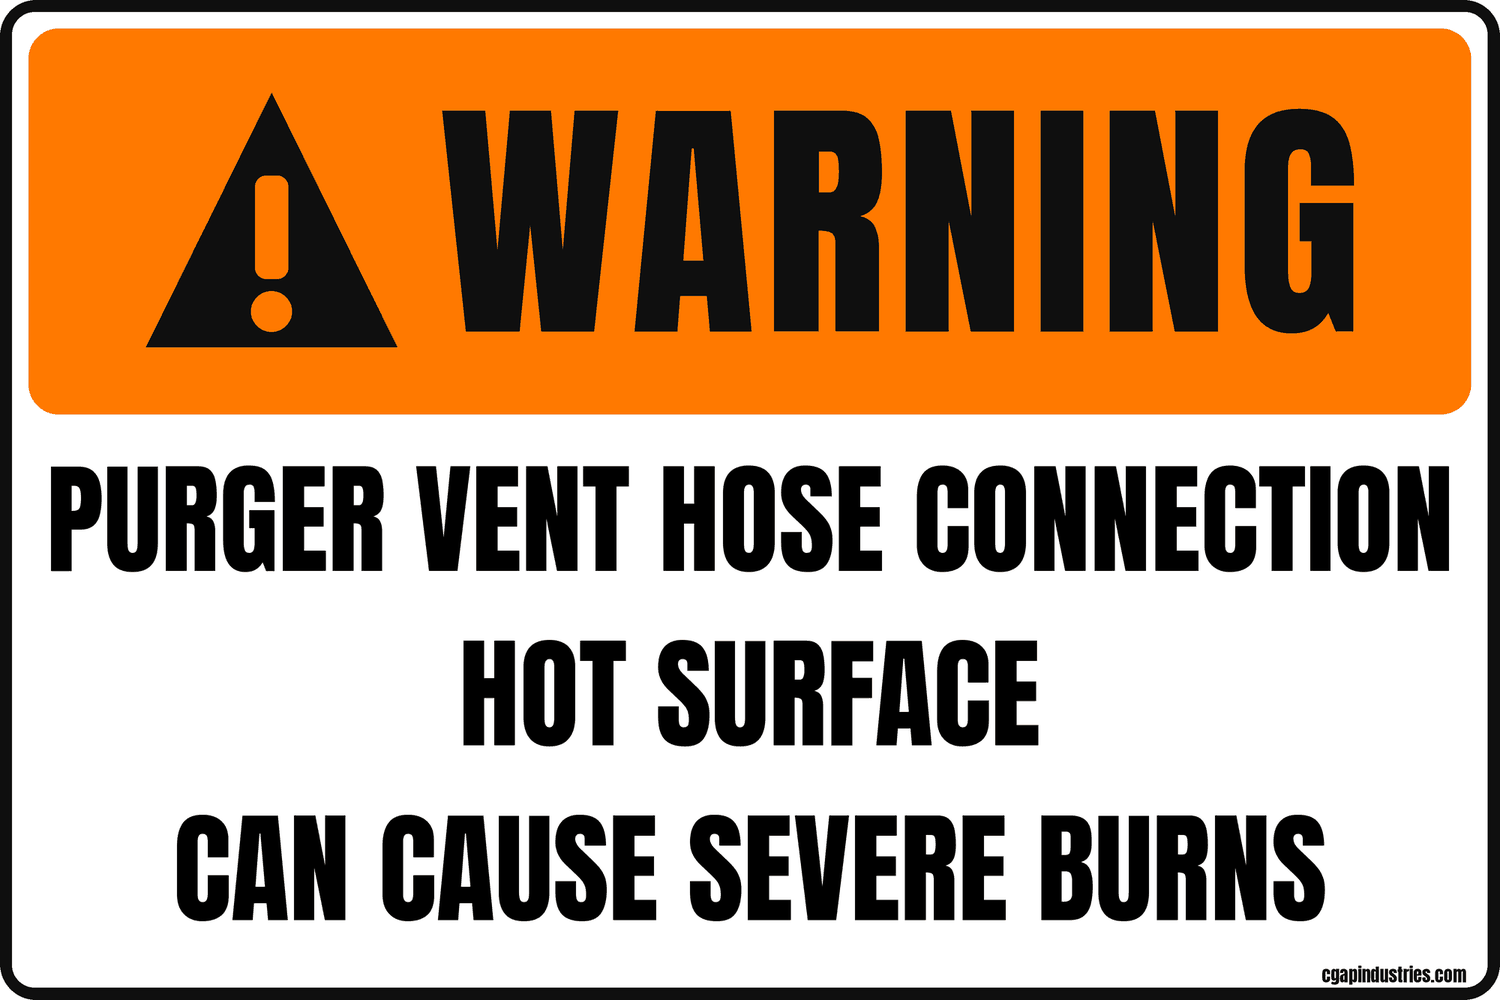 WARNING
PURGER VENT HOSE CONNECTION
HOT SURFACE
CAN CAUSE SEVERE BURNS
cgapindustries.com